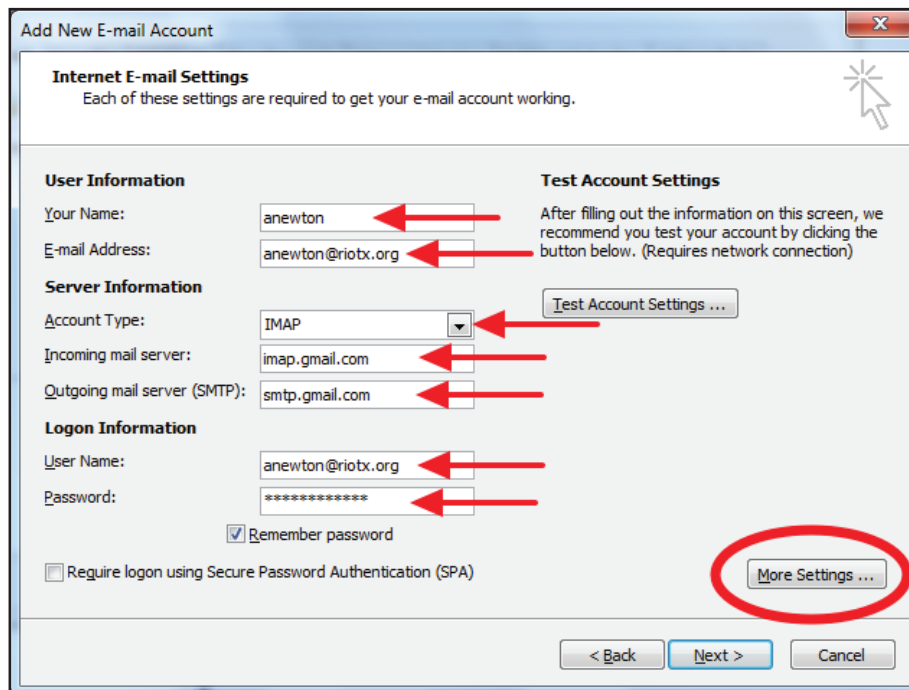 Add New E-mail Account
x
Internet E-mail Settings
Each of these settings are required to get your e-mail account working.
User Information
Your Name: anewton
E-mail Address: anewton@riotx.org
Server Information
Account Type: IMAP
Incoming mail server: imap.gmail.com
Outgoing mail server (SMTP): smtp.gmail.com
Logon Information
User Name: anewton@riotx.org
Password: ************
Remember password
Require logon using Secure Password Authentication (SPA)
Test Account Settings
After filling out the information on this screen, we
recommend you test your account by clicking the
button below. (Requires network connection)
Test Account Settings ...
More Settings ...
< Back
Next >
Cancel